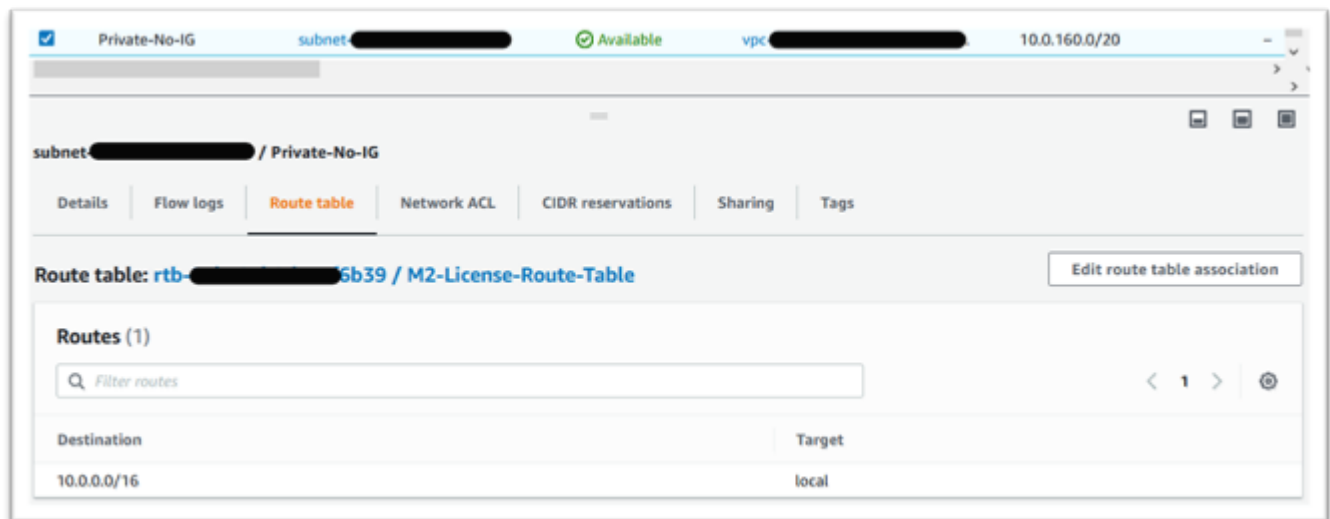 Private-No-IG subnet- Available vpc- 10.0.160.0/20 –
subnet- / Private-No-IG
Details Flow logs Route table Network ACL CIDR reservations Sharing Tags
Route table: rtb- 6b39 / M2-License-Route-Table Edit route table association
Routes (1)
Filter routes < 1 >
Destination Target
10.0.0.0/16 local